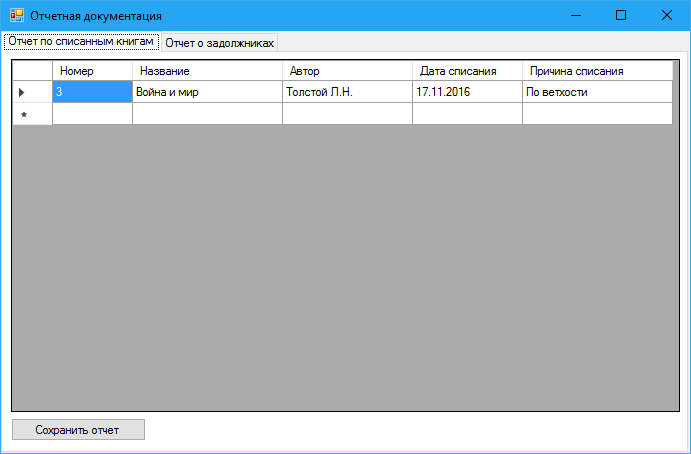 Отчетная документация
Отчет по списанным книгам Отчет о задолжниках
Номер Название Автор Дата списания Причина списания
3 Война и мир Толстой Л.Н. 17.11.2016 По ветхости
Сохранить отчет